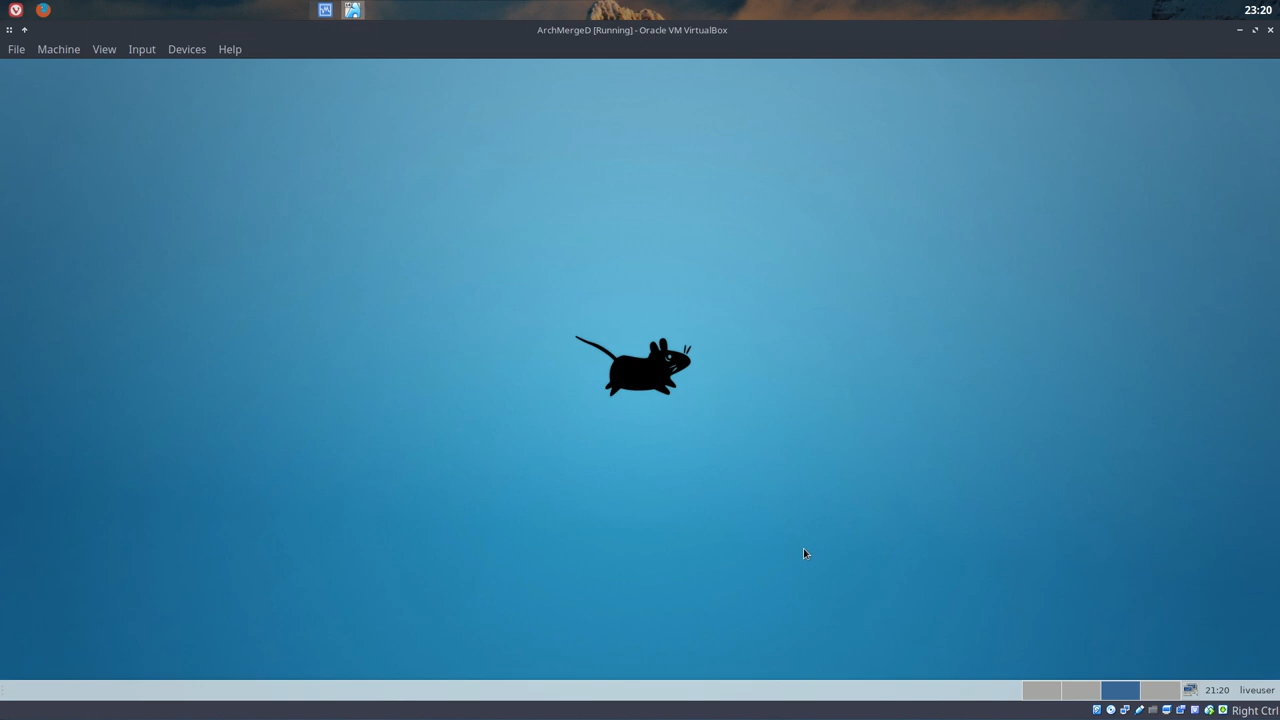 23:20
ArchMergeD [Running] - Oracle VM VirtualBox
File Machine View Input Devices Help
21:20 liveuser
Right Ctrl